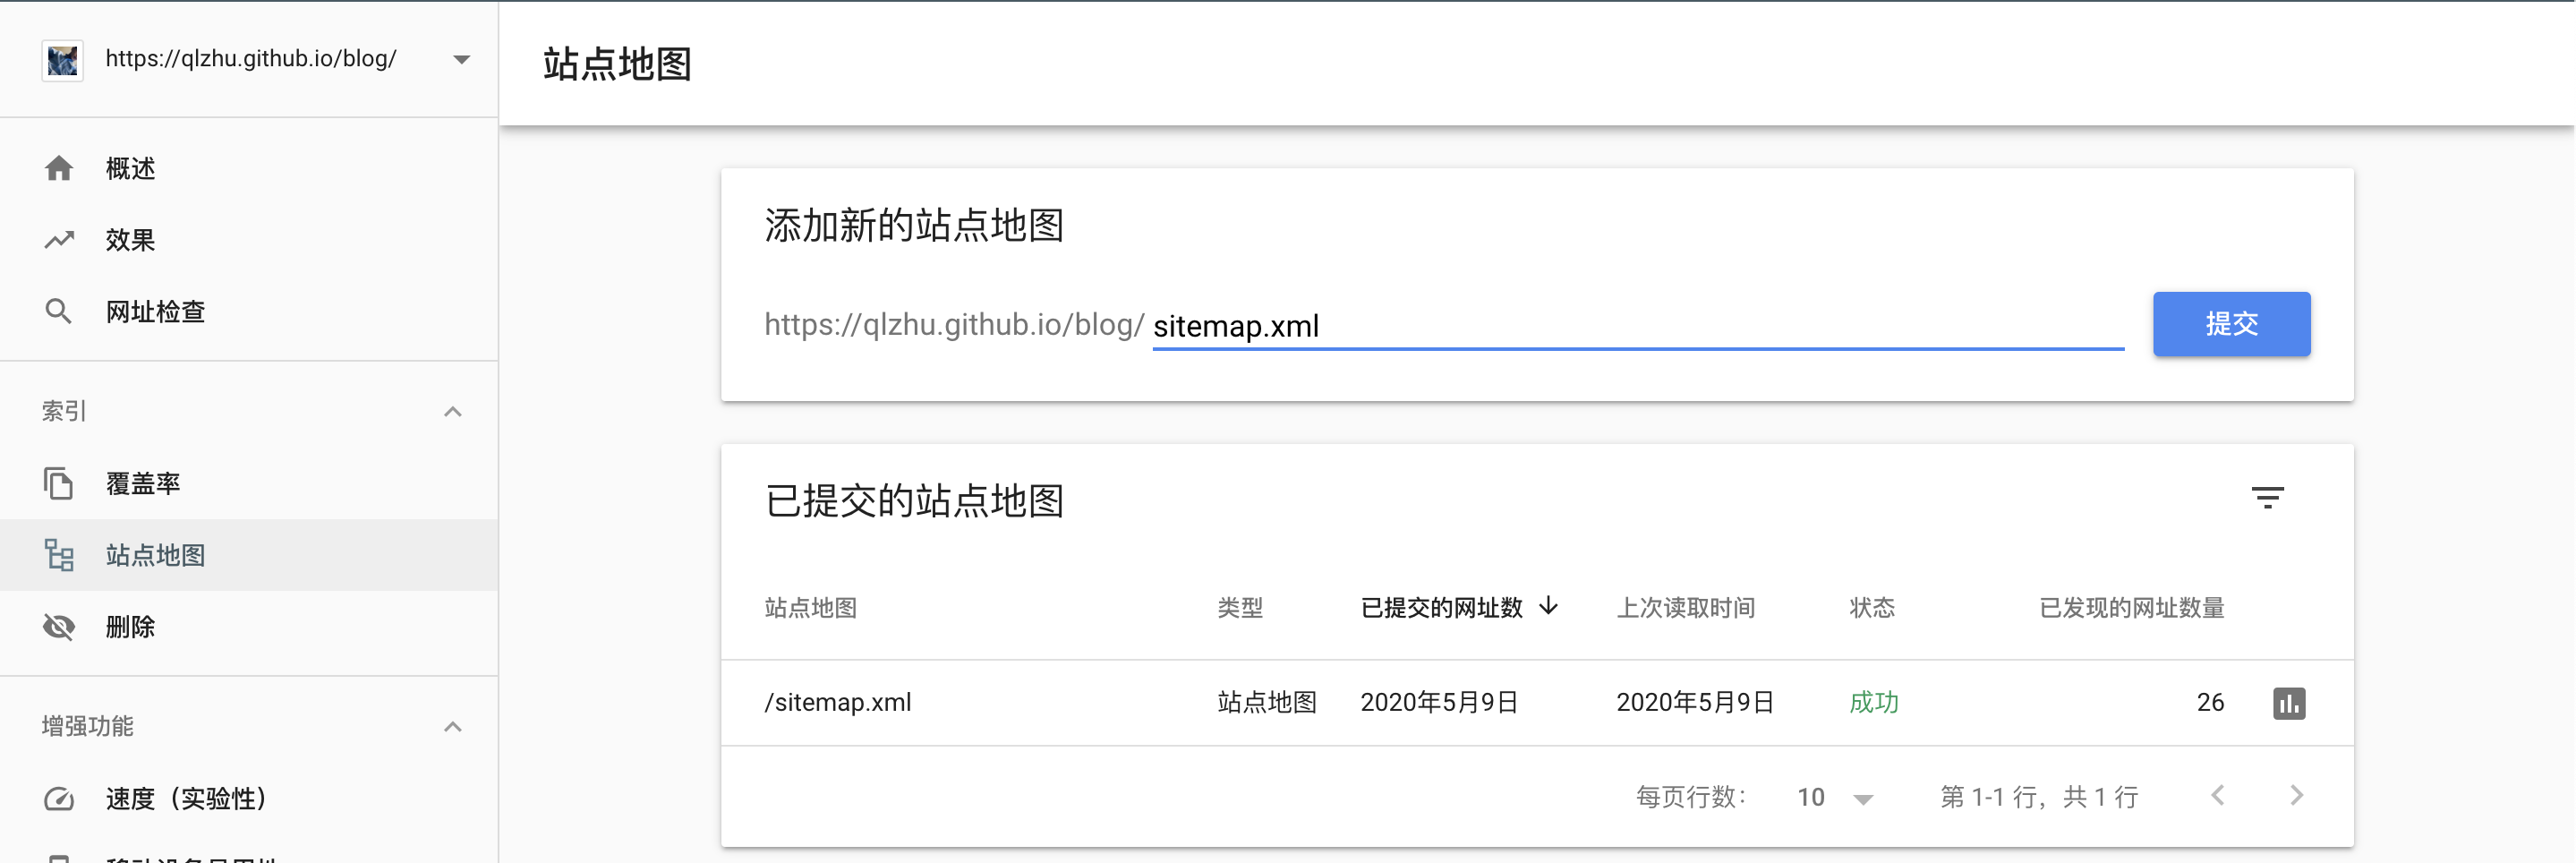 https://qlzhu.github.io/blog/
概述
效果
网址检查
索引
覆盖率
站点地图
删除
增强功能
速度（实验性）
站点地图
添加新的站点地图
https://qlzhu.github.io/blog/ sitemap.xml
提交
已提交的站点地图
站点地图 类型 已提交的网址数 上次读取时间 状态 已发现的网址数量
/sitemap.xml 站点地图 2020年5月9日 2020年5月9日 成功 26
每页行数： 10 第 1-1 行，共 1 行